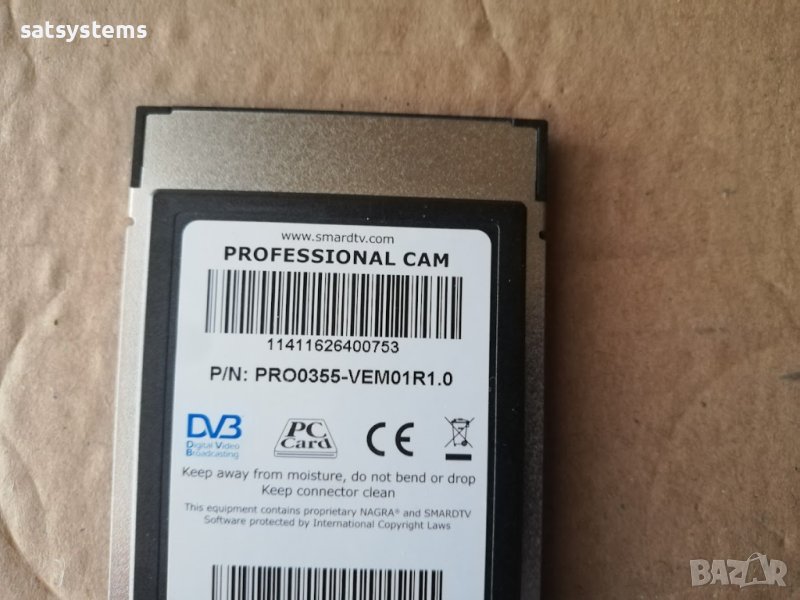 satsystems
www.smardtv.com
PROFESSIONAL CAM
11411626400753
P/N: PRO0355-VEM01R1.0
DVB
Digital Video
Broadcasting
PC
Card
CE
Keep away from moisture, do not bend or drop
Keep connector clean
This equipment contains proprietary NAGRA® and SMARDTV
Software protected by International Copyright Laws
BAZAR